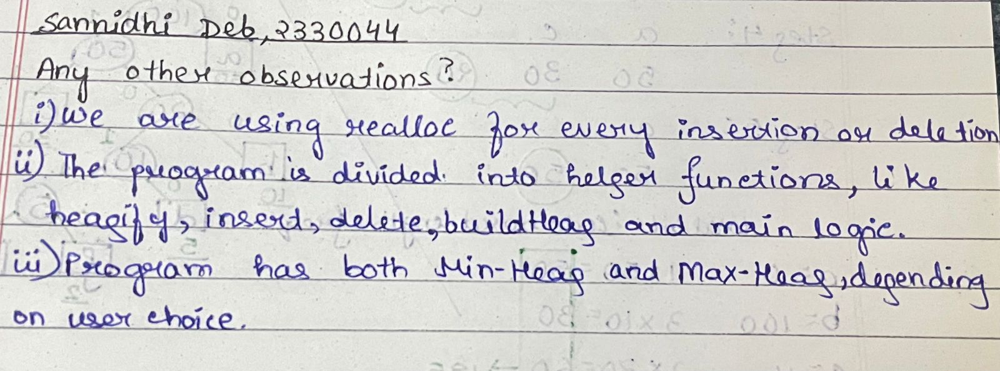 Sannidhi Deb, 2330044
Any other observations?
i) We are using realloc for every insertion or deletion
ii) The program is divided into helper functions, like
heapify, insert, delete, buildHeap and main logic.
iii) Program has both Min-Heap and Max-Heap, depending
on user choice.